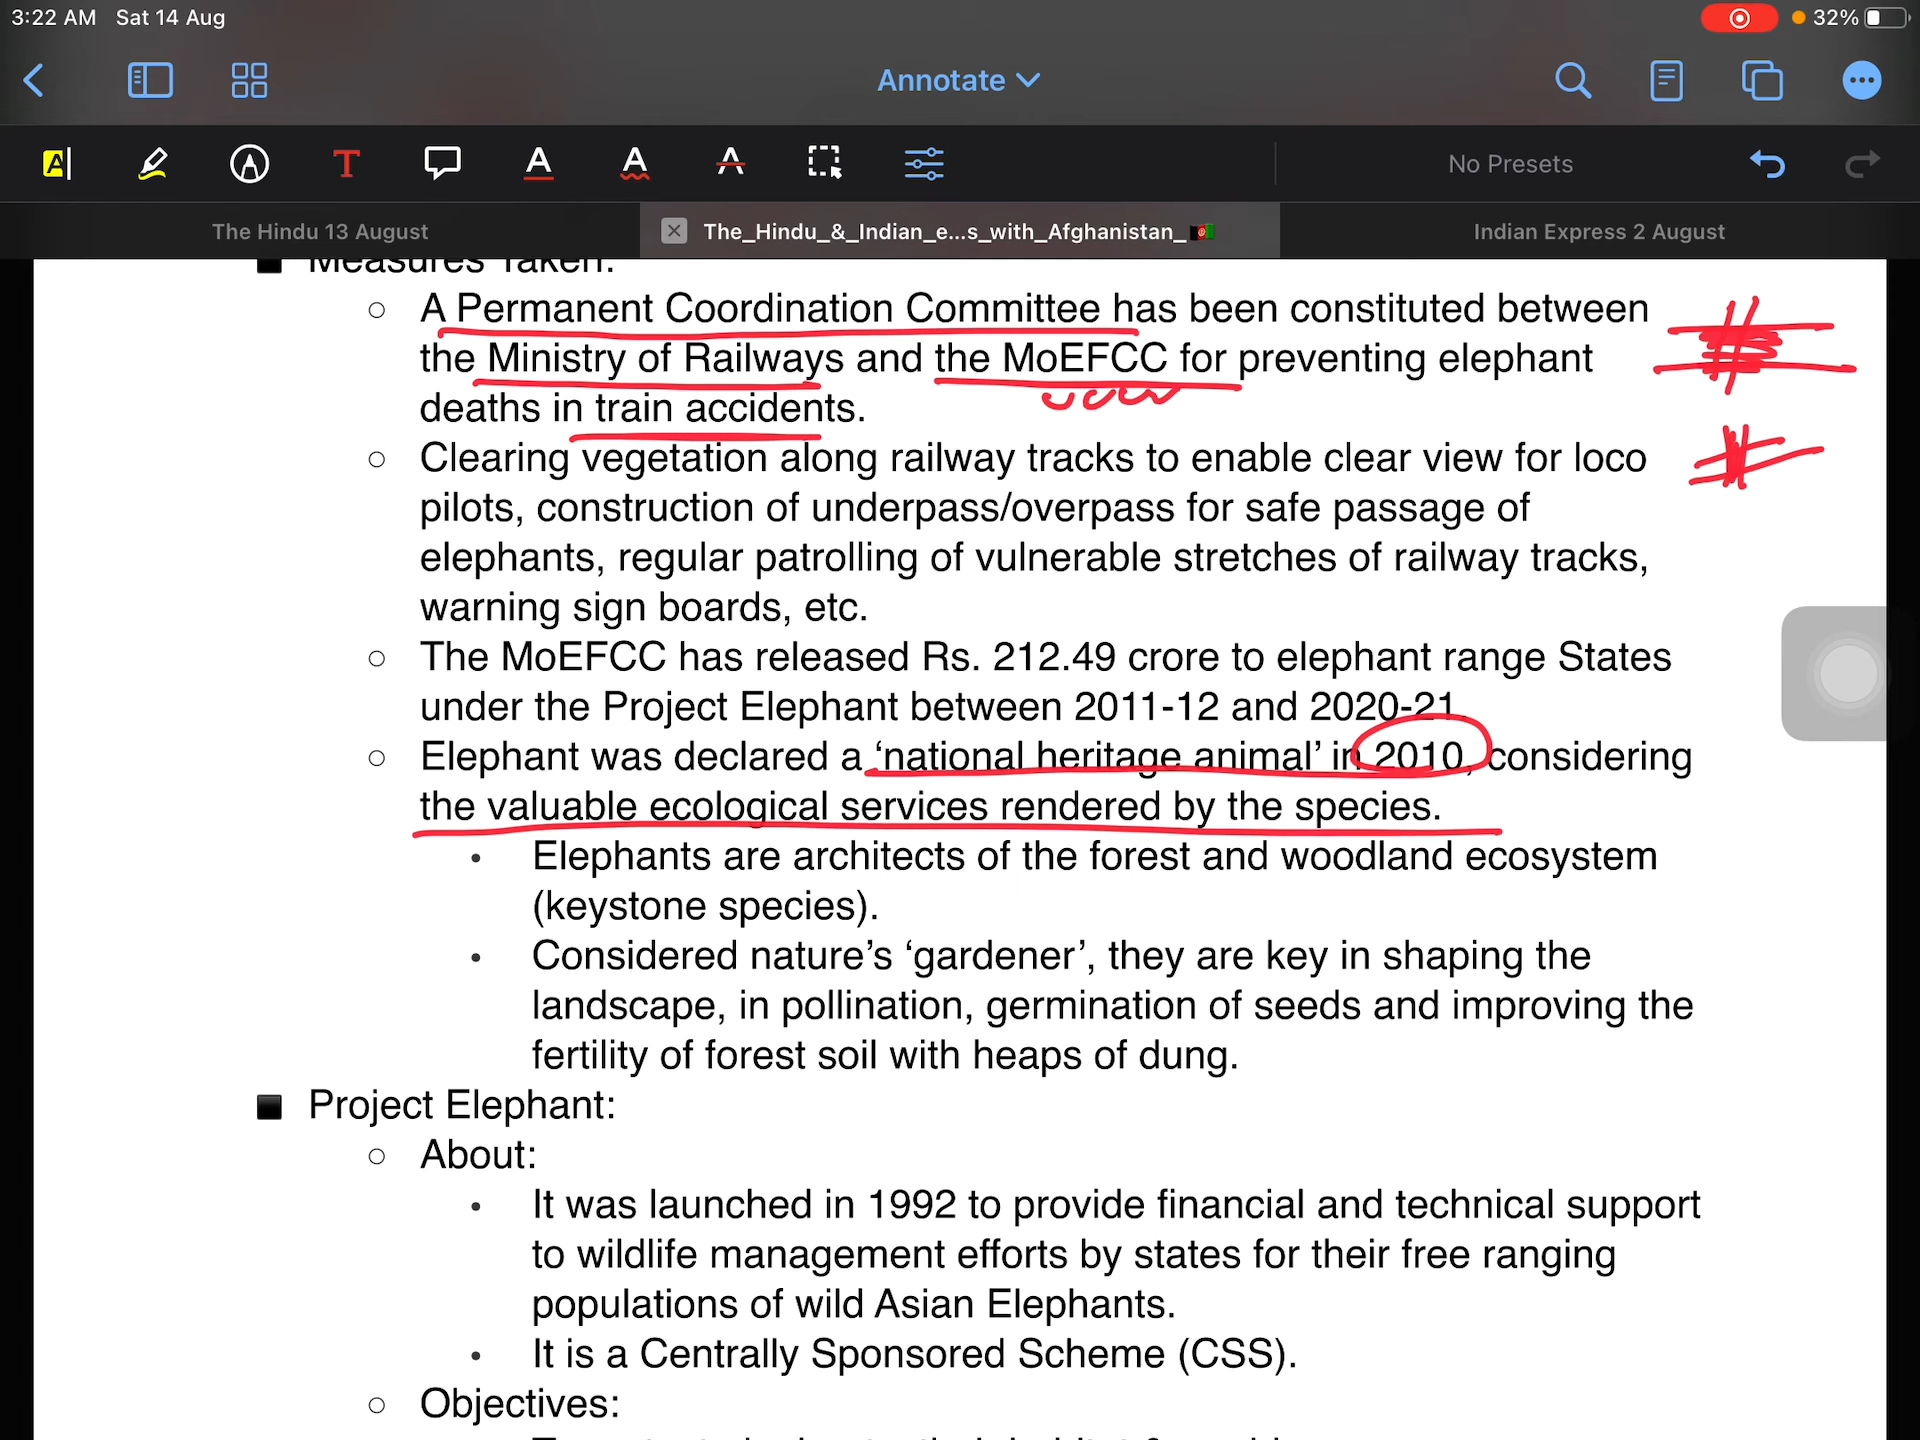 3:22 AM Sat 14 Aug
32%
Annotate
A
A
T
A
A
A
No Presets
The Hindu 13 August
The_Hindu_&_Indian_e...s_with_Afghanistan_
Indian Express 2 August
Measures Taken:
A Permanent Coordination Committee has been constituted between
the Ministry of Railways and the MoEFCC for preventing elephant
deaths in train accidents.
Clearing vegetation along railway tracks to enable clear view for loco
pilots, construction of underpass/overpass for safe passage of
elephants, regular patrolling of vulnerable stretches of railway tracks,
warning sign boards, etc.
The MoEFCC has released Rs. 212.49 crore to elephant range States
under the Project Elephant between 2011-12 and 2020-21.
Elephant was declared a ‘national heritage animal’ in 2010, considering
the valuable ecological services rendered by the species.
• Elephants are architects of the forest and woodland ecosystem
(keystone species).
• Considered nature’s ‘gardener’, they are key in shaping the
landscape, in pollination, germination of seeds and improving the
fertility of forest soil with heaps of dung.
Project Elephant:
About:
• It was launched in 1992 to provide financial and technical support
to wildlife management efforts by states for their free ranging
populations of wild Asian Elephants.
• It is a Centrally Sponsored Scheme (CSS).
Objectives: